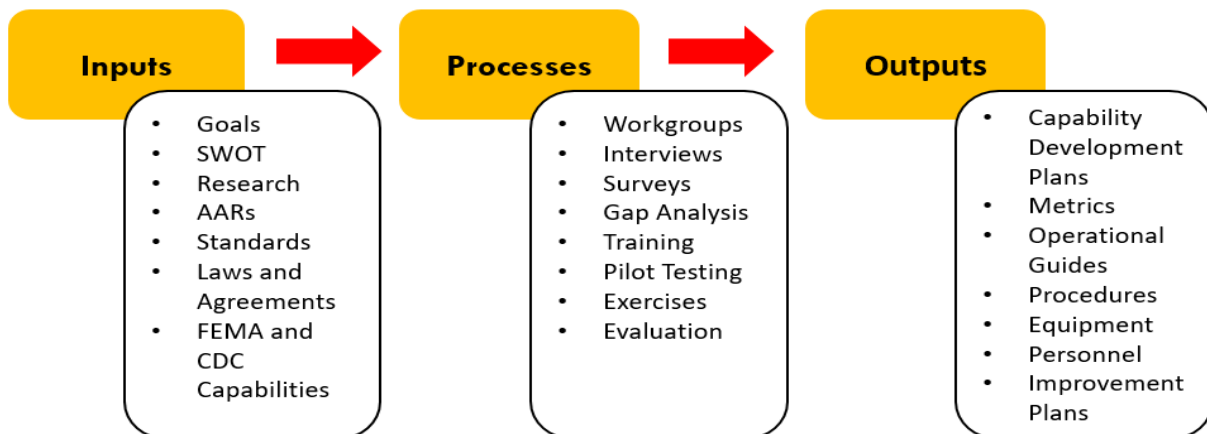 Inputs
• Goals
• SWOT
• Research
• AARs
• Standards
• Laws and
Agreements
• FEMA and
CDC
Capabilities
Processes
• Workgroups
• Interviews
• Surveys
• Gap Analysis
• Training
• Pilot Testing
• Exercises
• Evaluation
Outputs
• Capability
Development
Plans
• Metrics
• Operational
Guides
• Procedures
• Equipment
• Personnel
• Improvement
Plans